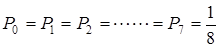 P₀ = P₁ = P₂ = ⋯⋯ = P₇ = 1/8